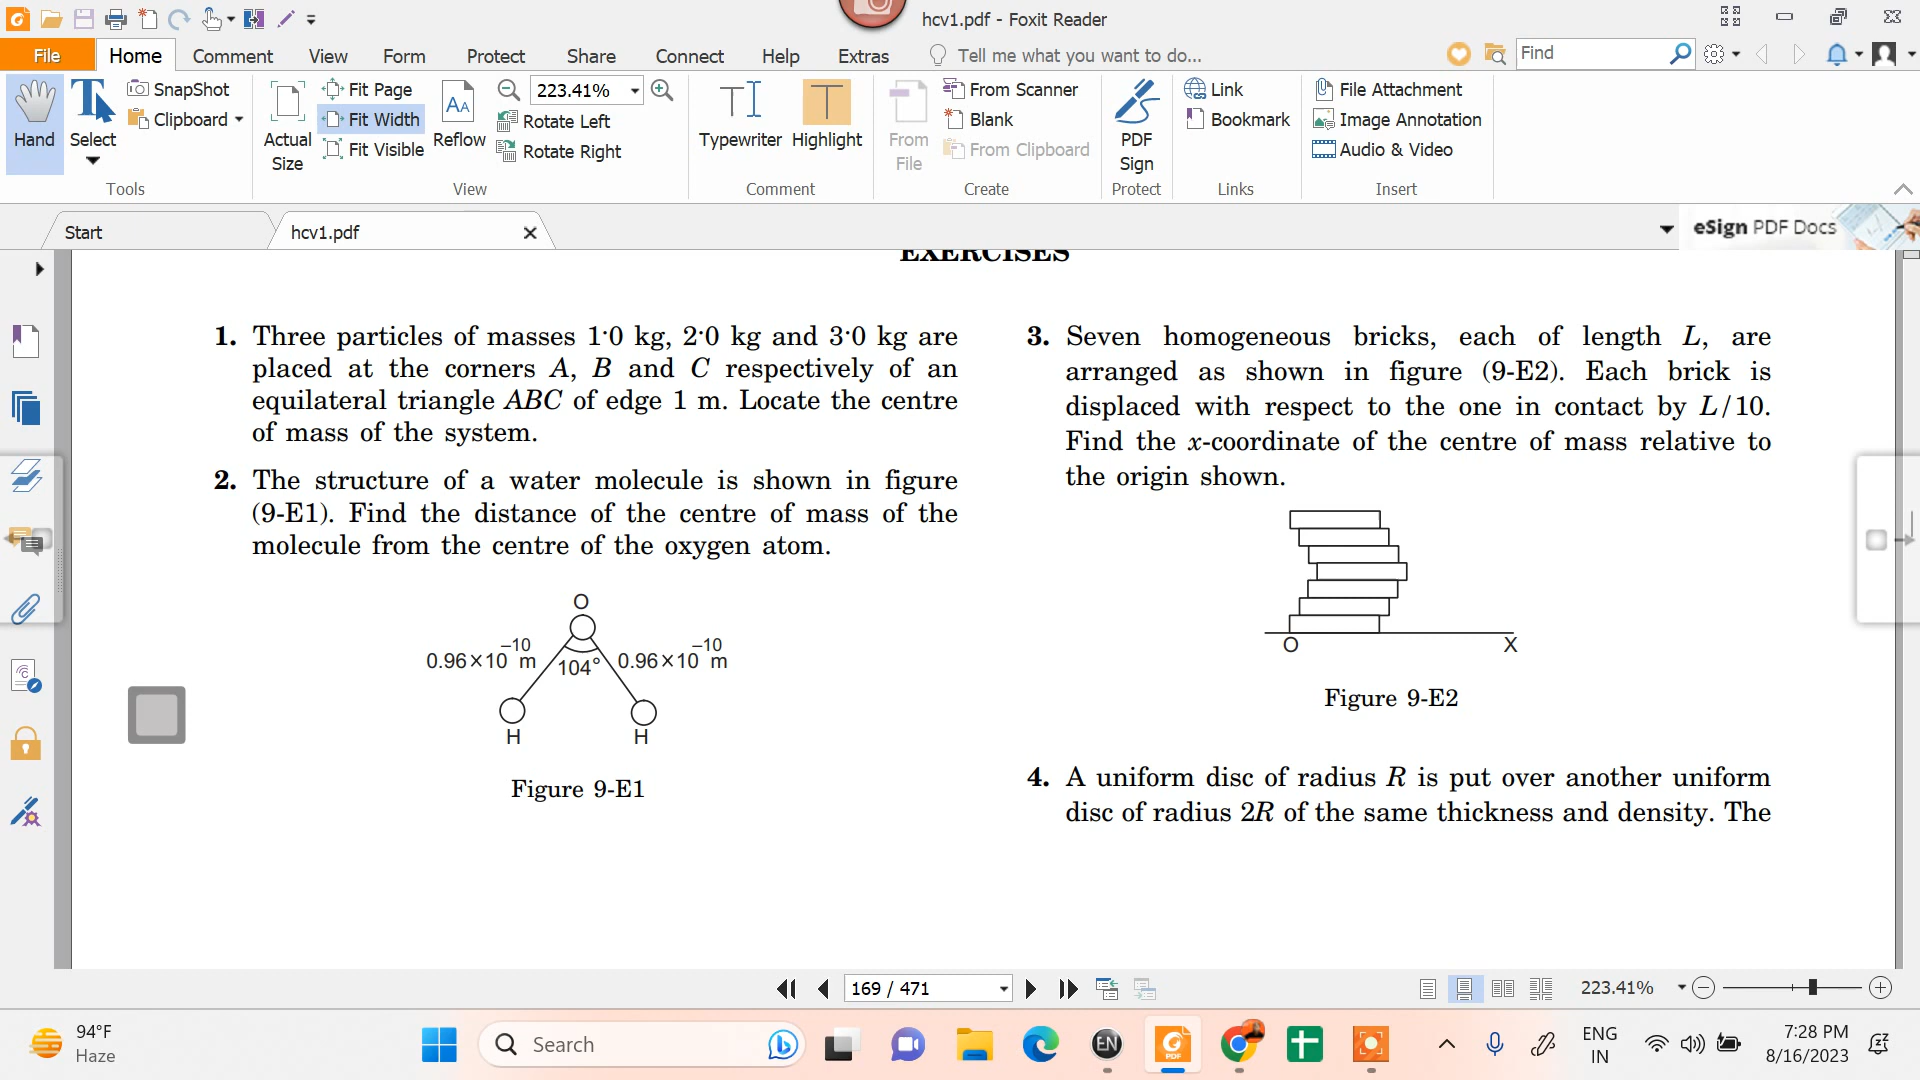 hcv1.pdf - Foxit Reader
File Home Comment View Form Protect Share Connect Help Extras Tell me what you want to do... Find
Hand
Select
SnapShot
Clipboard
Tools
Actual Size
Fit Page
Fit Width
Fit Visible
Reflow
223.41%
Rotate Left
Rotate Right
View
Typewriter
Highlight
Comment
From File
From Scanner
Blank
From Clipboard
Create
PDF Sign
Protect
Link
Bookmark
Links
File Attachment
Image Annotation
Audio & Video
Insert
Start
hcv1.pdf
eSign PDF Docs
EXERCISES
1. Three particles of masses 1·0 kg, 2·0 kg and 3·0 kg are
placed at the corners A, B and C respectively of an
equilateral triangle ABC of edge 1 m. Locate the centre
of mass of the system.
2. The structure of a water molecule is shown in figure
(9-E1). Find the distance of the centre of mass of the
molecule from the centre of the oxygen atom.
O
0.96×10⁻¹⁰ m 104° 0.96×10⁻¹⁰ m
H H
Figure 9-E1
3. Seven homogeneous bricks, each of length L, are
arranged as shown in figure (9-E2). Each brick is
displaced with respect to the one in contact by L/10.
Find the x-coordinate of the centre of mass relative to
the origin shown.
O X
Figure 9-E2
4. A uniform disc of radius R is put over another uniform
disc of radius 2R of the same thickness and density. The
169 / 471
223.41%
94°F
Haze
Search
EN
PDF
ENG
IN
7:28 PM
8/16/2023